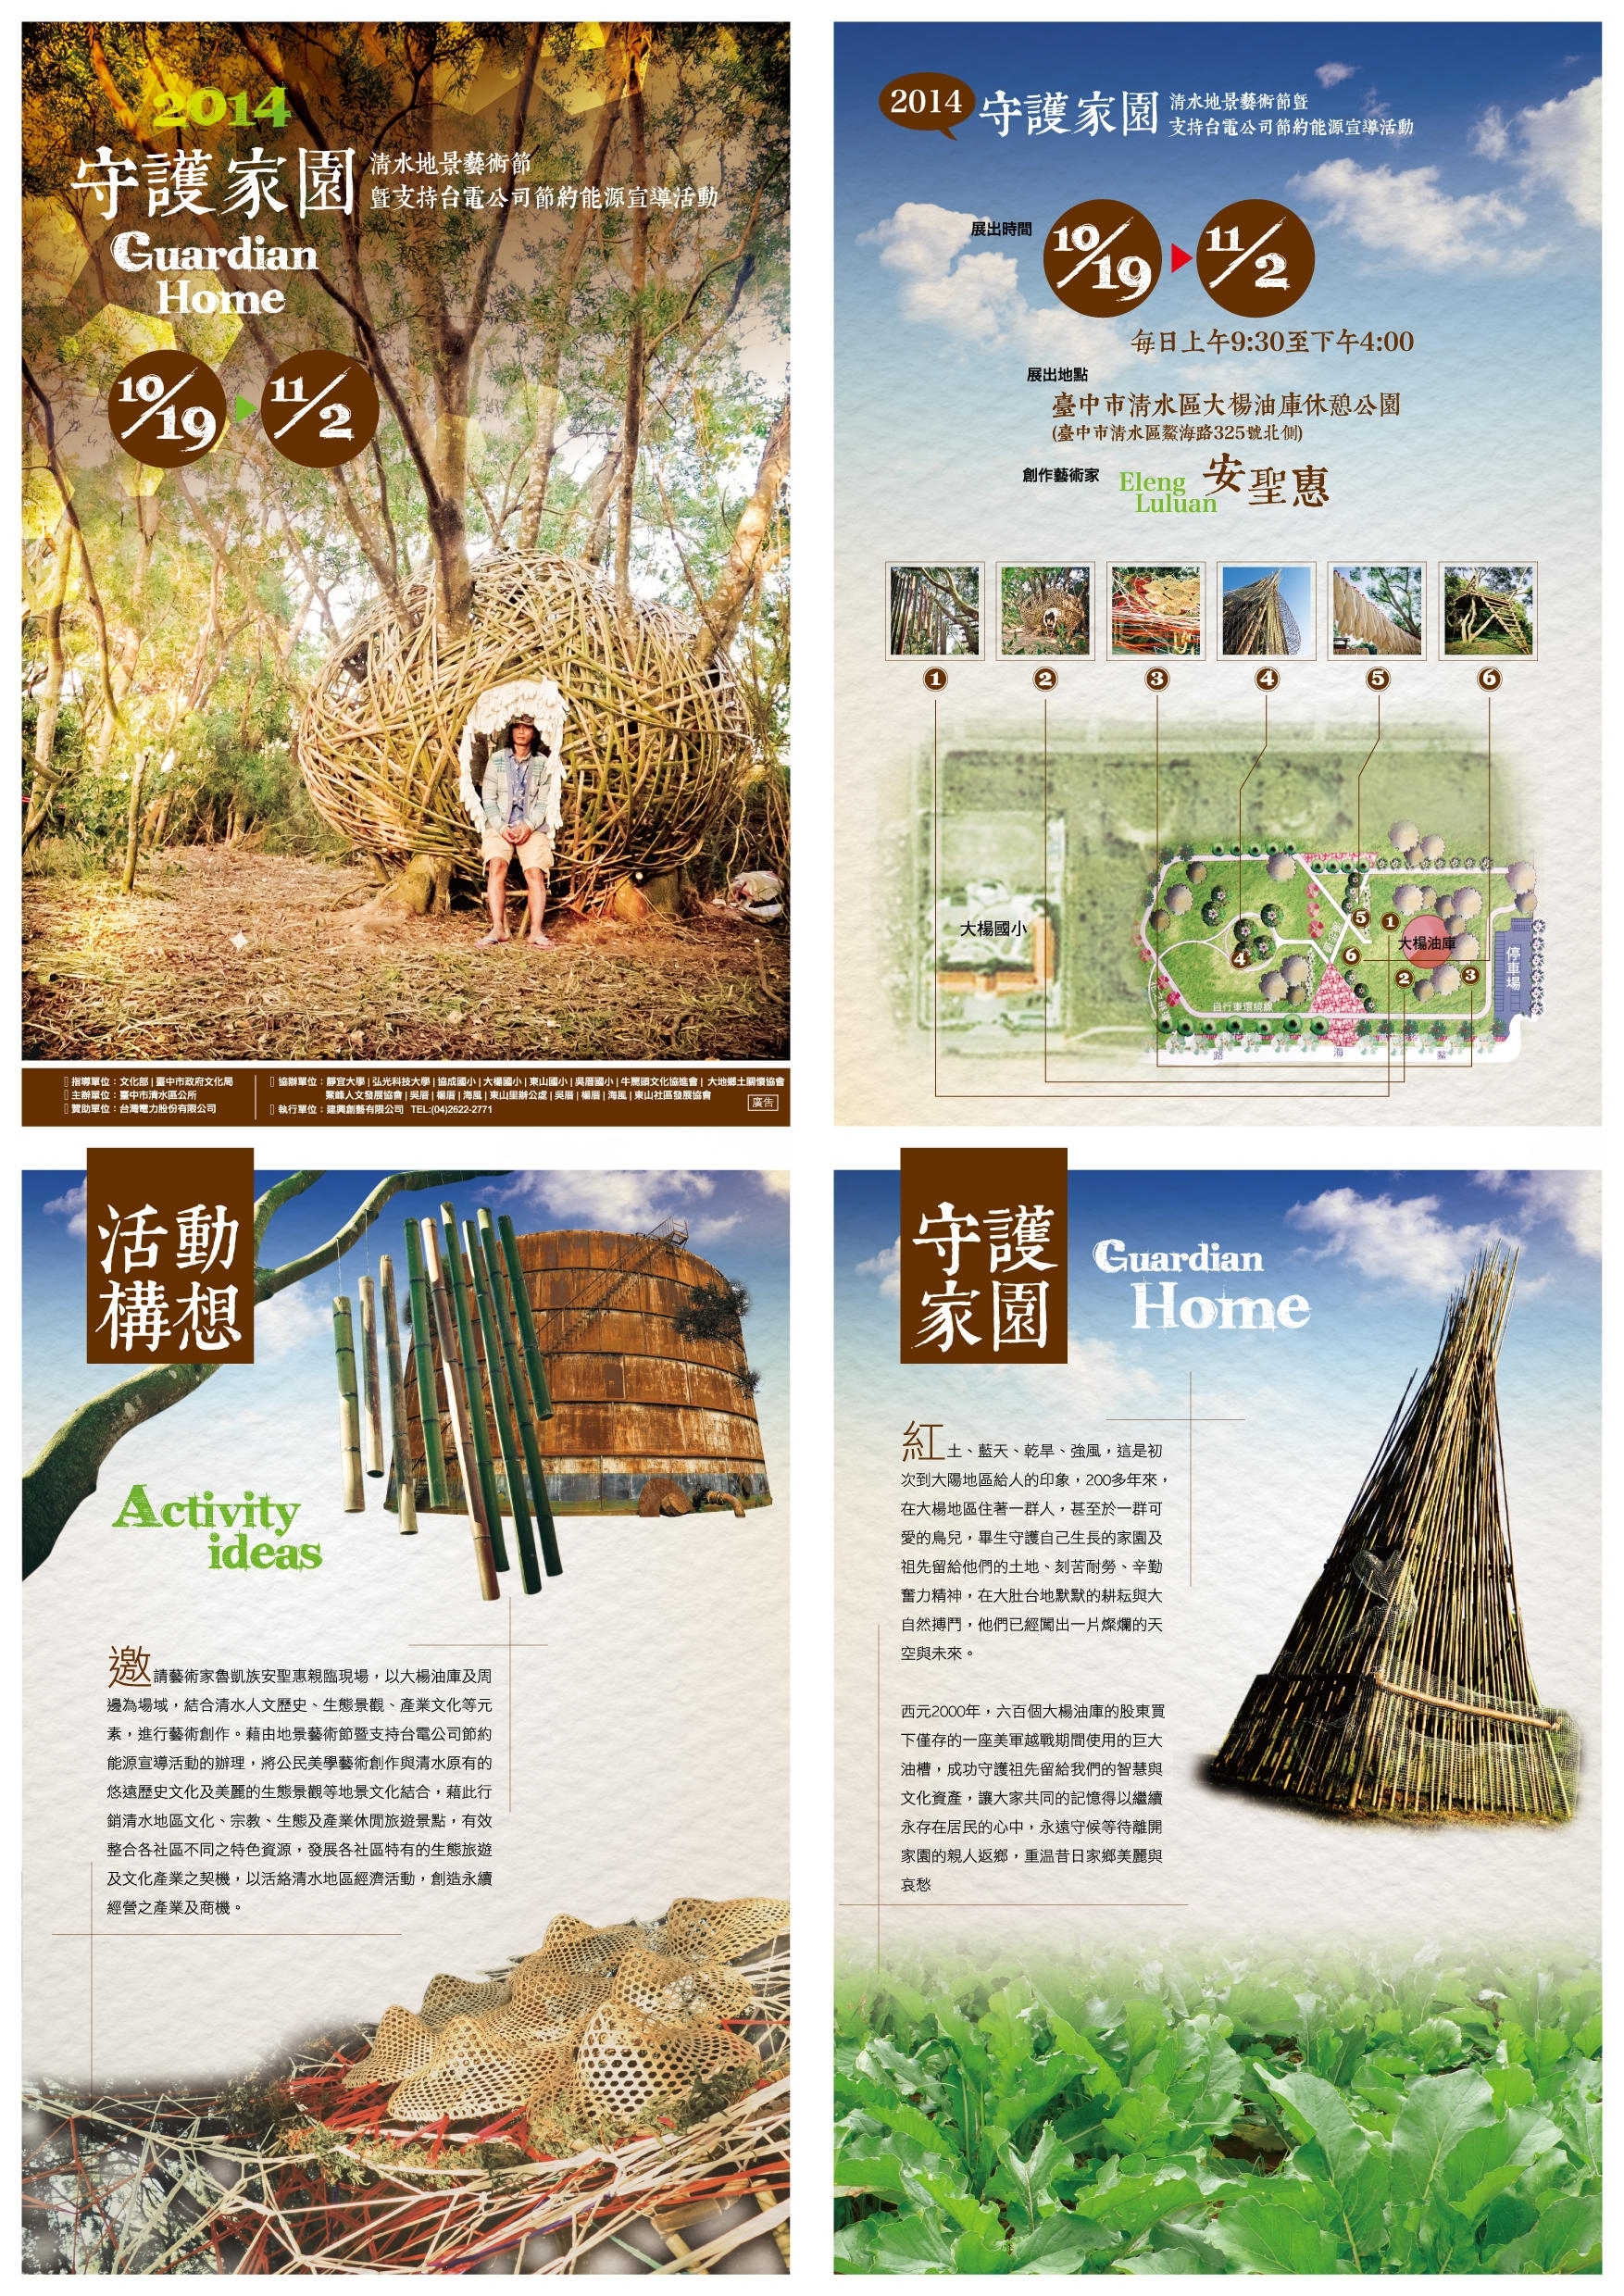 2014
守護家園
清水地景藝術節
暨支持台電公司節約能源宣導活動
Guardian
Home
10/19
11/2
指導單位：文化部 | 臺中市政府文化局
主辦單位：臺中市清水區公所
贊助單位：台灣電力股份有限公司
協辦單位：靜宜大學 | 弘光科技大學 | 協成國小 | 大楊國小 | 東山國小 | 吳厝國小 | 牛罵頭文化協進會 | 大地鄉土關懷協會
鰲峰人文發展協會 | 吳厝 | 楊厝 | 海風 | 東山里辦公處 | 吳厝 | 楊厝 | 海風 | 東山社區發展協會
執行單位：建興創藝有限公司 TEL:(04)2622-2771
廣告
2014
守護家園
清水地景藝術節暨
支持台電公司節約能源宣導活動
展出時間
10/19
11/2
每日上午9:30至下午4:00
展出地點
臺中市清水區大楊油庫休憩公園
(臺中市清水區鰲海路325號北側)
創作藝術家
Eleng
Luluan
安聖惠
1
2
3
4
5
6
大楊國小
5
1
大楊油庫
4
6
2
3
停車場
自行車環繞線
路 海 鰲
活動
構想
Activity
ideas
邀請藝術家魯凱族安聖惠親臨現場，以大楊油庫及周
邊為場域，結合清水人文歷史、生態景觀、產業文化等元
素，進行藝術創作。藉由地景藝術節暨支持台電公司節約
能源宣導活動的辦理，將公民美學藝術創作與清水原有的
悠遠歷史文化及美麗的生態景觀等地景文化結合，藉此行
銷清水地區文化、宗教、生態及產業休閒旅遊景點，有效
整合各社區不同之特色資源，發展各社區特有的生態旅遊
及文化產業之契機，以活絡清水地區經濟活動，創造永續
經營之產業及商機。
守護
家園
Guardian
Home
紅土、藍天、乾旱、強風，這是初
次到大陽地區給人的印象，200多年來，
在大楊地區住著一群人，甚至於一群可
愛的鳥兒，畢生守護自己生長的家園及
祖先留給他們的土地、刻苦耐勞、辛勤
奮力精神，在大肚台地默默的耕耘與大
自然搏鬥，他們已經闖出一片燦爛的天
空與未來。
西元2000年，六百個大楊油庫的股東買
下僅存的一座美軍越戰期間使用的巨大
油槽，成功守護祖先留給我們的智慧與
文化資產，讓大家共同的記憶得以繼續
永存在居民的心中，永遠守候等待離開
家園的親人返鄉，重温昔日家鄉美麗與
哀愁